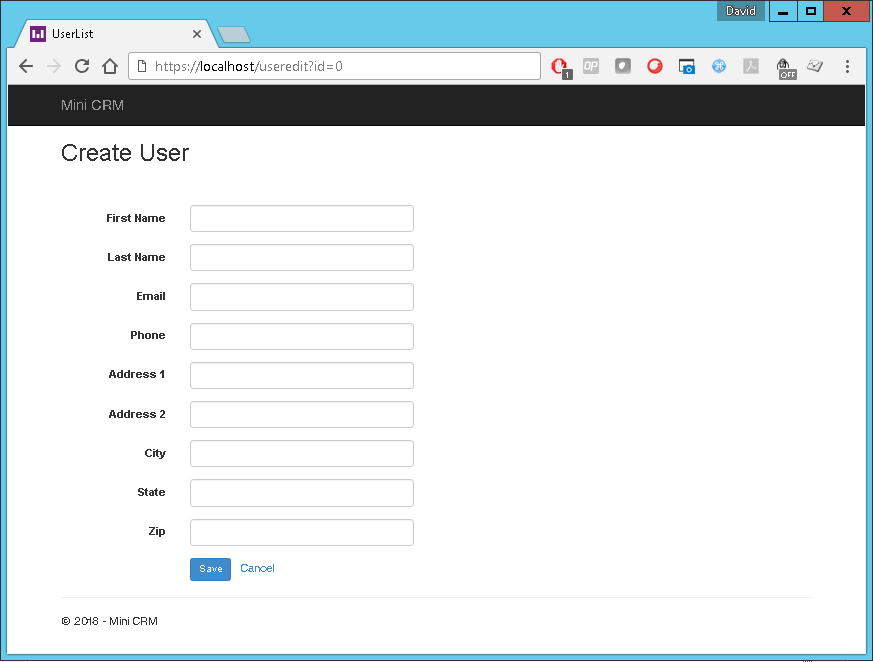 David
UserList
https://localhost/useredit?id=0
1
OP
OFF
Mini CRM
Create User
First Name
Last Name
Email
Phone
Address 1
Address 2
City
State
Zip
Save Cancel
© 2018 - Mini CRM